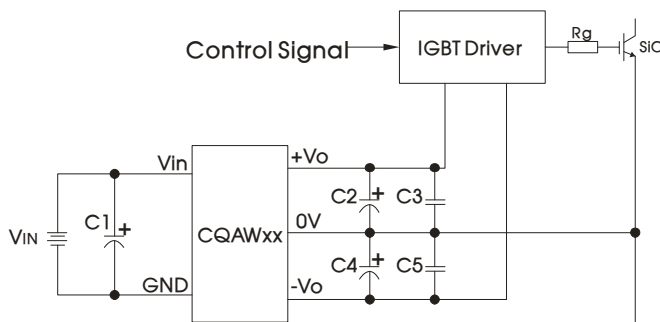 Control Signal
IGBT Driver
Rg
SiC
Vin
+Vo
C1
+
VIN
CQAWxx
C2
+
C3
0V
C4
+
C5
GND
-Vo